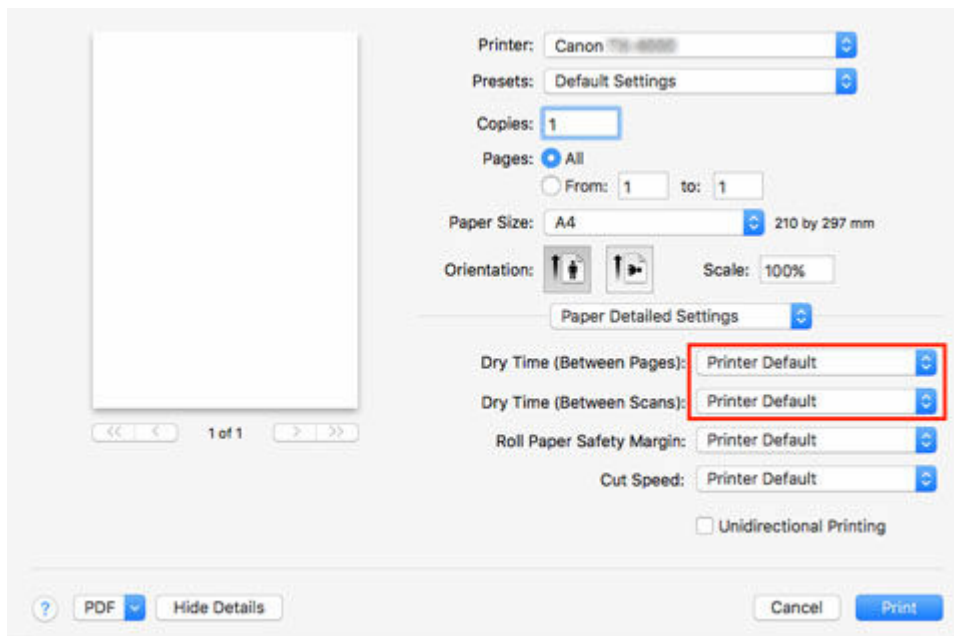 Printer: Canon
Presets: Default Settings
Copies: 1
Pages: All
From: 1 to: 1
Paper Size: A4 210 by 297 mm
Orientation: Scale: 100%
Paper Detailed Settings
Dry Time (Between Pages): Printer Default
Dry Time (Between Scans): Printer Default
Roll Paper Safety Margin: Printer Default
Cut Speed: Printer Default
Unidirectional Printing
1 of 1
? PDF Hide Details Cancel Print